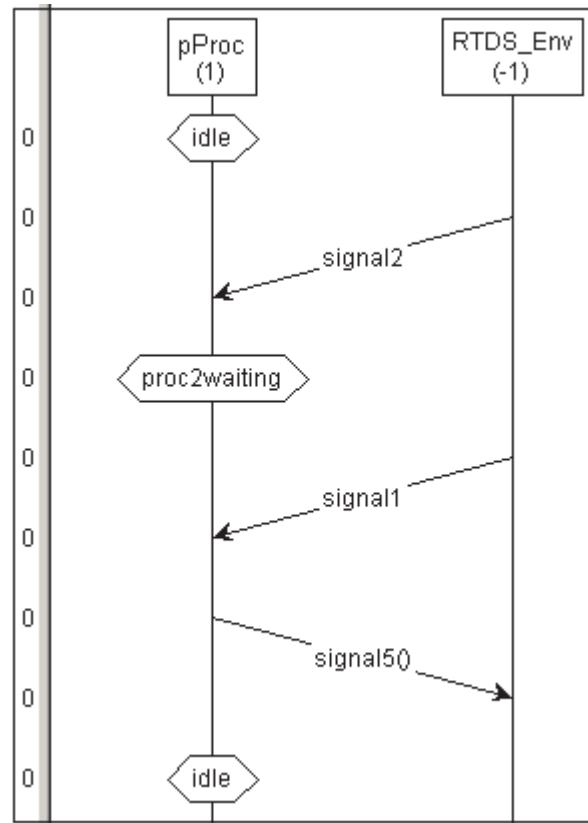 pProc
(1)
RTDS_Env
(-1)
0
idle
0
signal2
0
0
proc2waiting
0
signal1
0
0
signal5()
0
0
idle